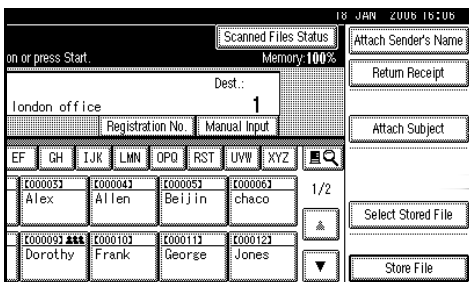 18 JAN 2006 16:06
Scanned Files Status
Attach Sender's Name
on or press Start.
Memory:100%
Return Receipt
Dest.:
london office
1
Registration No.
Manual Input
Attach Subject
EF GH IJK LMN OPQ RST UVW XYZ
[00003] [00004] [00005] [00006]
Alex Allen Beijin chaco
1/2
Select Stored File
[00009] [00010] [00011] [00012]
Dorothy Frank George Jones
Store File